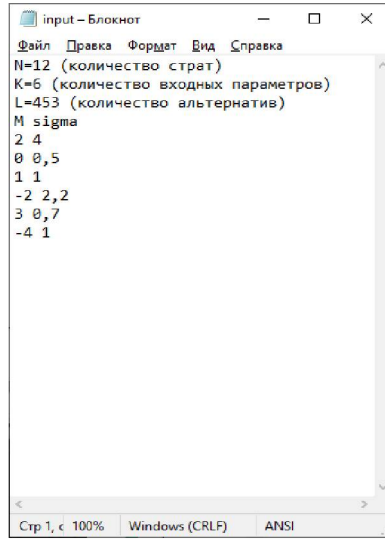 input – Блокнот
Файл Правка Формат Вид Справка
N=12 (количество страт)
K=6 (количество входных параметров)
L=453 (количество альтернатив)
M sigma
2 4
0 0,5
1 1
-2 2,2
3 0,7
-4 1
Стр 1, с 100% Windows (CRLF) ANSI